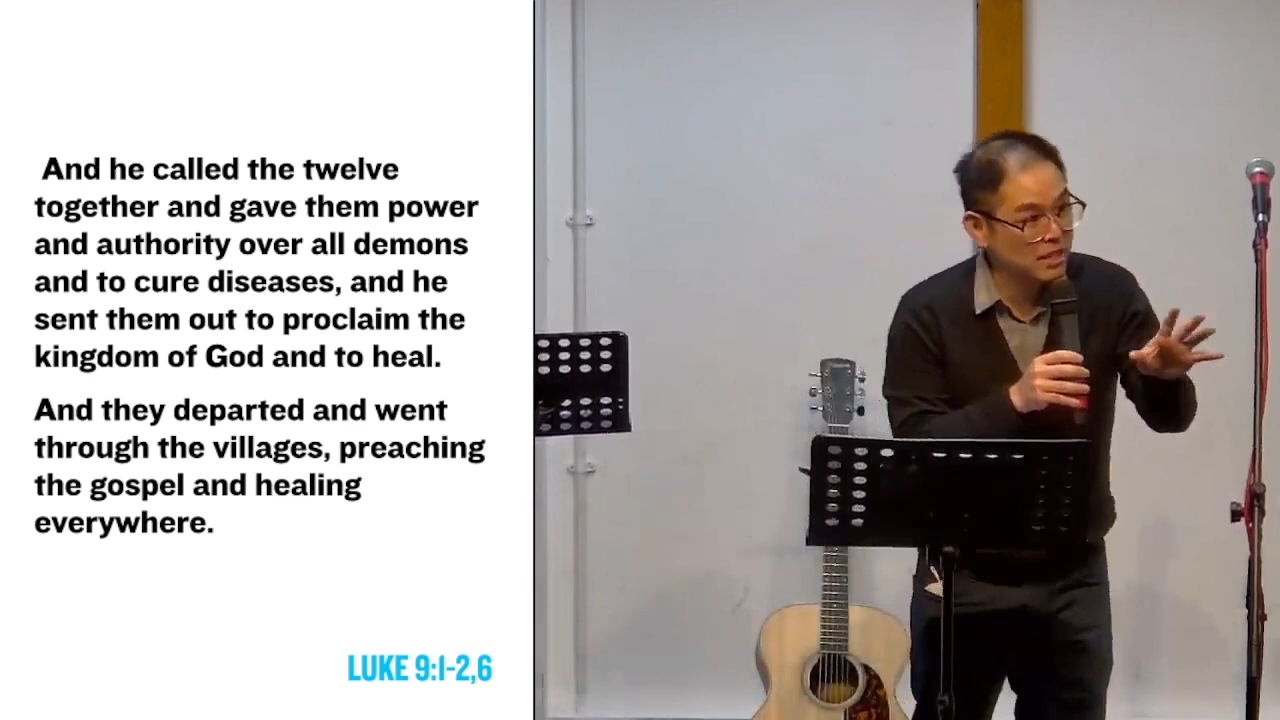 And he called the twelve
together and gave them power
and authority over all demons
and to cure diseases, and he
sent them out to proclaim the
kingdom of God and to heal.
And they departed and went
through the villages, preaching
the gospel and healing
everywhere.
LUKE 9:1-2,6